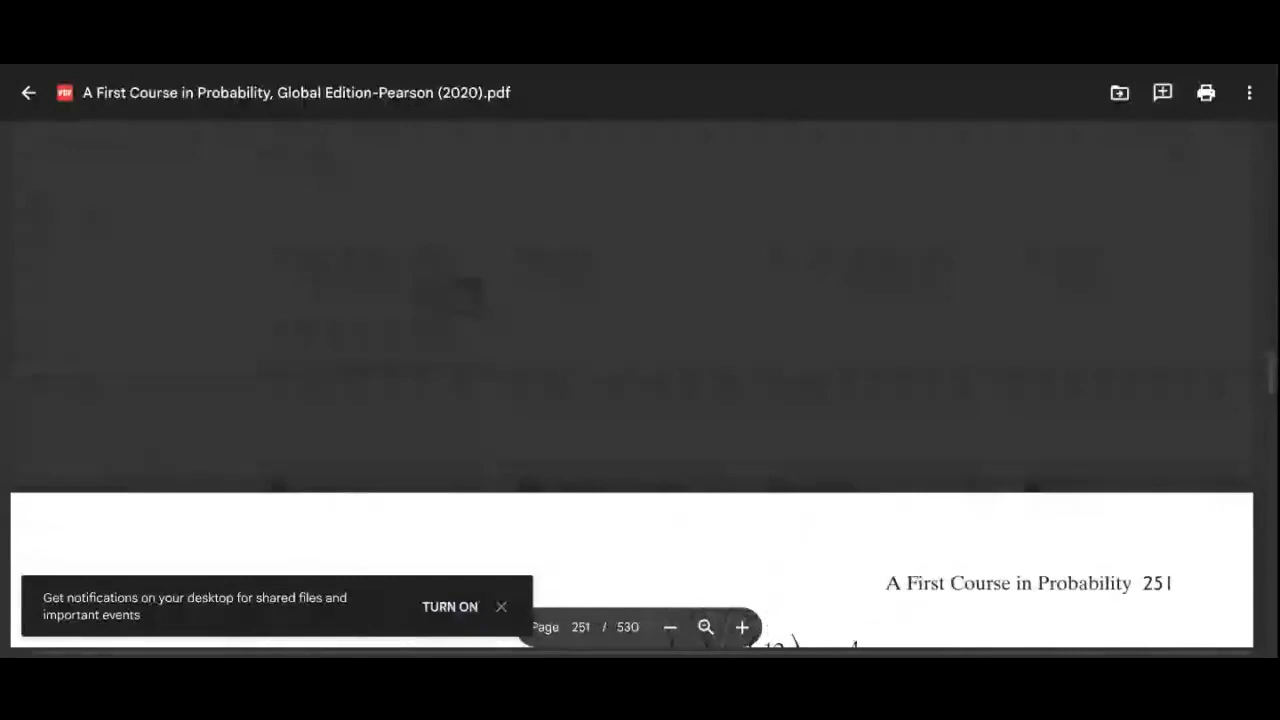 PDF A First Course in Probability, Global Edition-Pearson (2020).pdf
A First Course in Probability 251
Get notifications on your desktop for shared files and
important events
TURN ON
Page 251 / 530